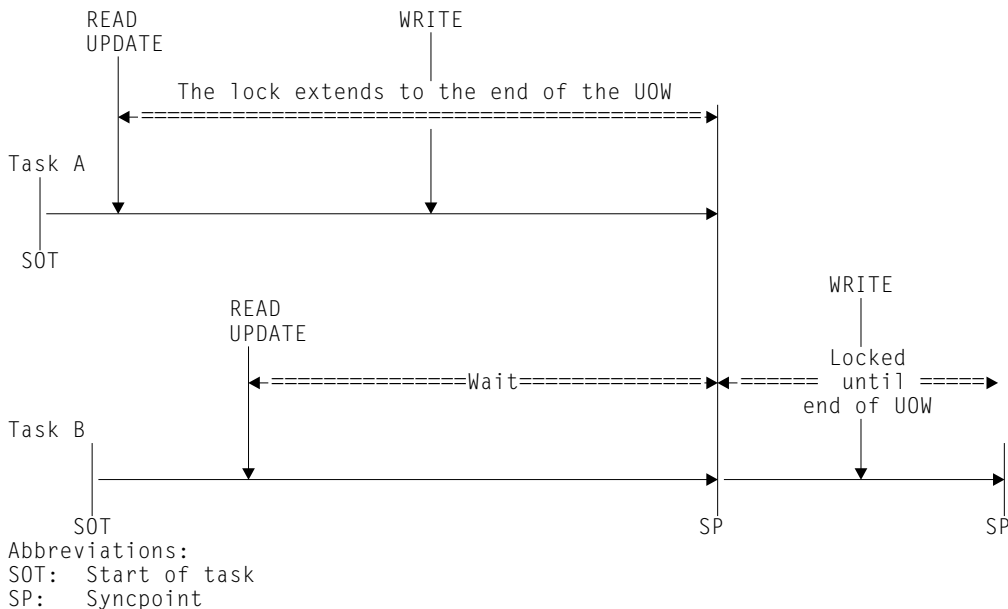 READ
UPDATE
WRITE
The lock extends to the end of the UOW
Task A
SOT
READ
UPDATE
WRITE
Wait
Locked
until
end of UOW
Task B
SOT
SP
SP
Abbreviations:
SOT: Start of task
SP: Syncpoint